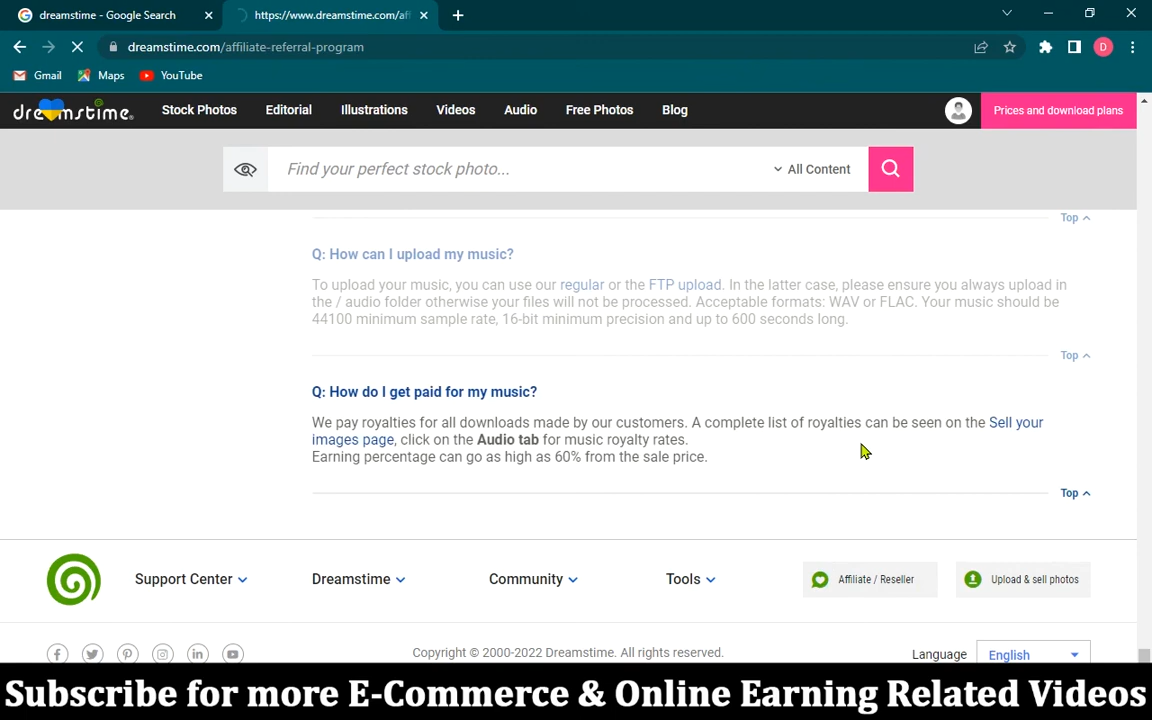 dreamstime - Google Search
https://www.dreamstime.com/aff
dreamstime.com/affiliate-referral-program
D
Gmail
Maps
YouTube
dreamstime.
Stock Photos
Editorial
Illustrations
Videos
Audio
Free Photos
Blog
Prices and download plans
Find your perfect stock photo...
All Content
Top
Q: How can I upload my music?
To upload your music, you can use our regular or the FTP upload. In the latter case, please ensure you always upload in
the / audio folder otherwise your files will not be processed. Acceptable formats: WAV or FLAC. Your music should be
44100 minimum sample rate, 16-bit minimum precision and up to 600 seconds long.
Top
Q: How do I get paid for my music?
We pay royalties for all downloads made by our customers. A complete list of royalties can be seen on the Sell your
images page, click on the Audio tab for music royalty rates.
Earning percentage can go as high as 60% from the sale price.
Top
Support Center
Dreamstime
Community
Tools
Affiliate / Reseller
Upload & sell photos
Copyright © 2000-2022 Dreamstime. All rights reserved.
Language
English
Subscribe for more E-Commerce & Online Earning Related Videos